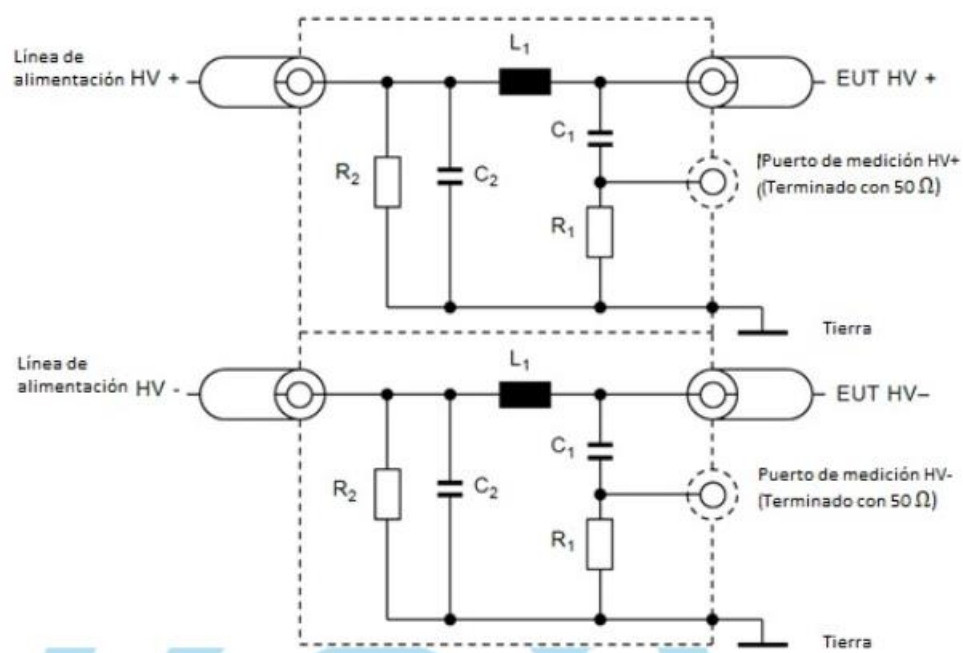 Línea de
alimentación HV +
L1
EUT HV +
C1
R2
C2
Puerto de medición HV+
(Terminado con 50 Ω)
R1
Tierra
Línea de
alimentación HV -
L1
EUT HV–
C1
R2
C2
Puerto de medición HV-
(Terminado con 50 Ω)
R1
Tierra